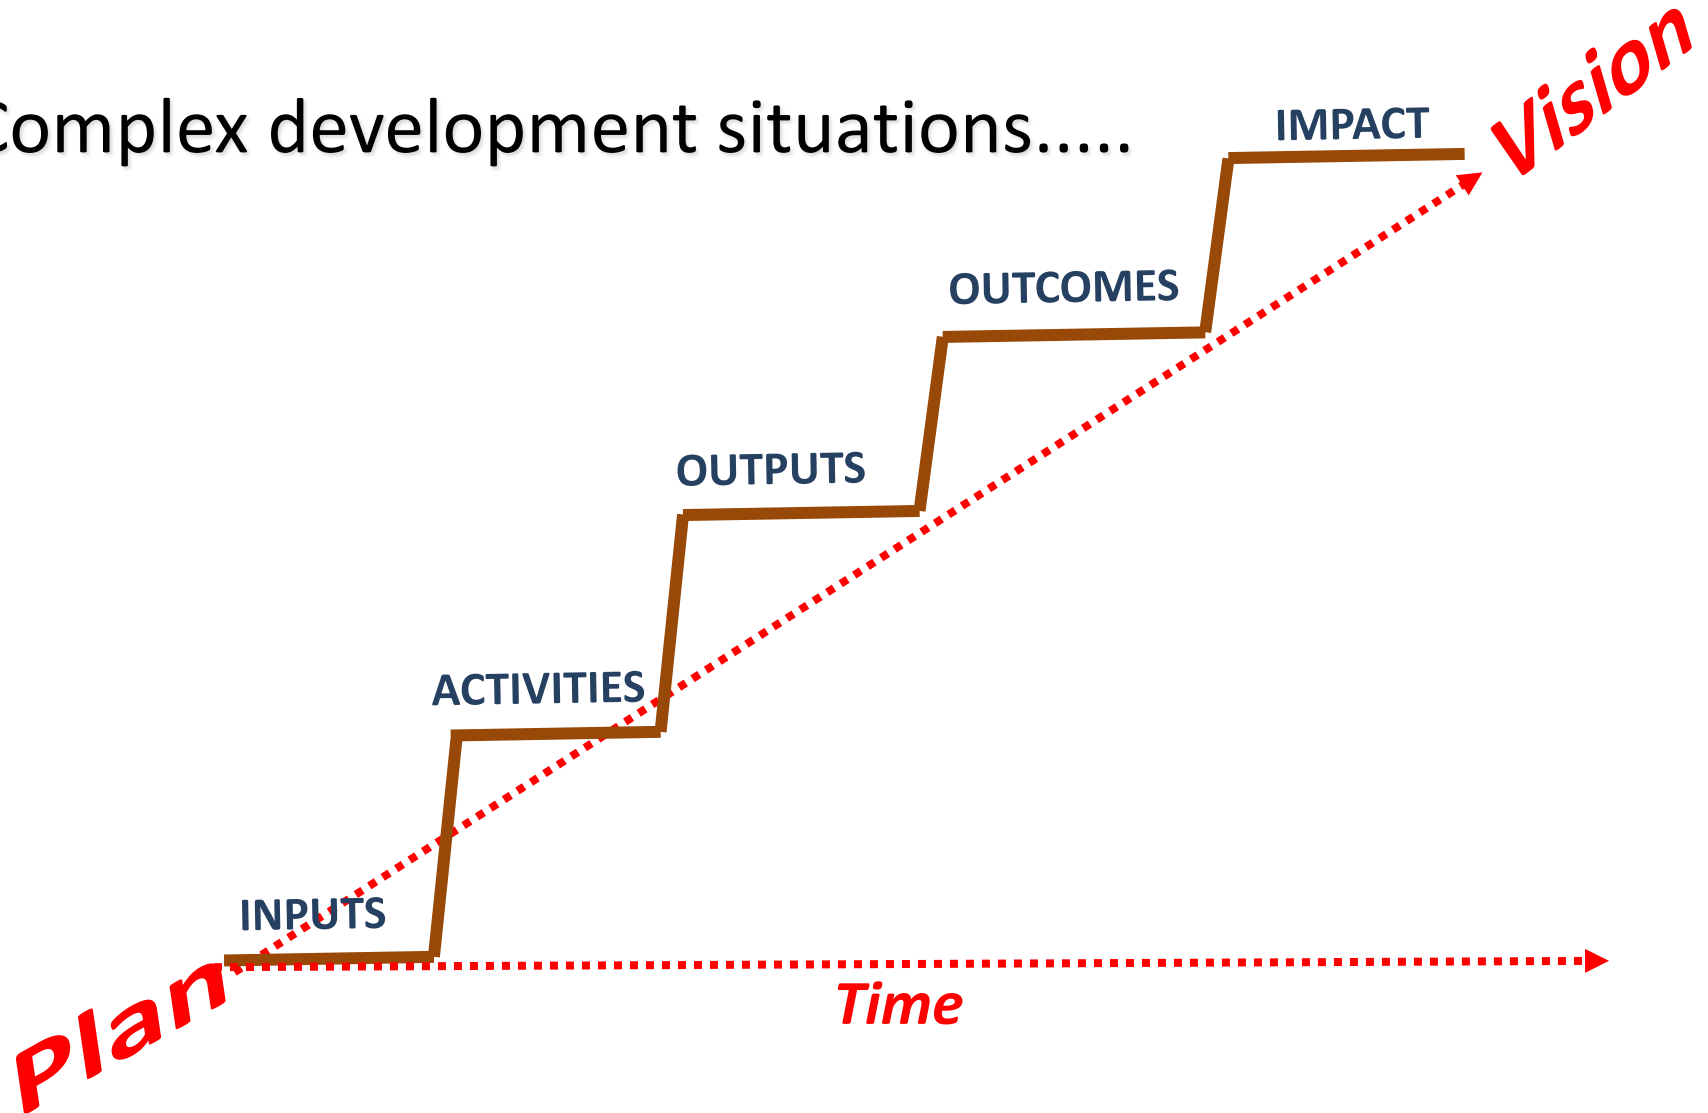 Complex development situations.....
Vision
IMPACT
OUTCOMES
OUTPUTS
ACTIVITIES
INPUTS
Plan
Time